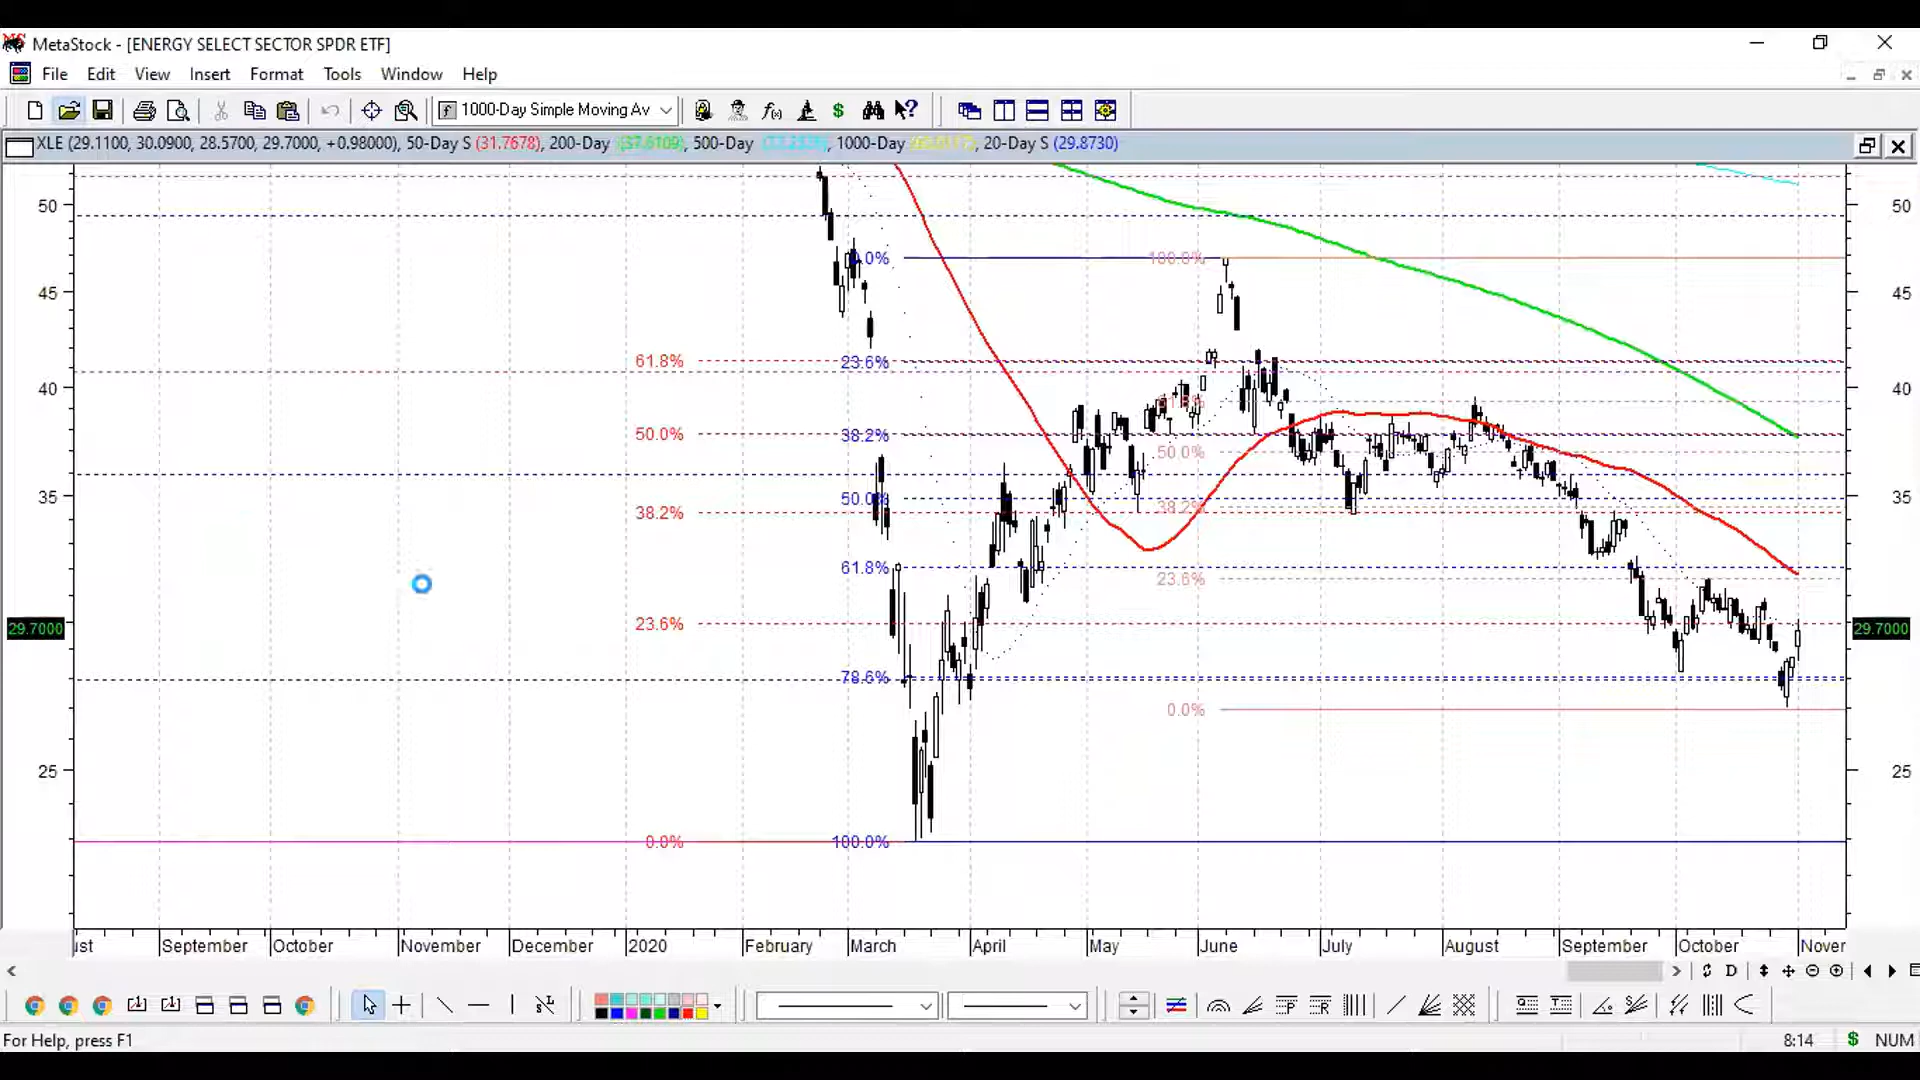 MetaStock - [ENERGY SELECT SECTOR SPDR ETF]
File Edit View Insert Format Tools Window Help
1000-Day Simple Moving Av
XLE (29.1100, 30.0900, 28.5700, 29.7000, +0.98000), 50-Day S (31.7678), 200-Day (37.6109), 500-Day, 1000-Day, 20-Day S (29.8730)
50 50
100.0%
45 45
61.8% 23.6%
40 40
50.0% 38.2%
50.0%
35 50.0% 35
38.2% 38.2%
61.8%
23.6%
29.7000 23.6% 29.7000
78.6%
0.0%
25 25
0.0% 100.0%
September October November December 2020 February March April May June July August September October Nover
D
For Help, press F1 8:14 $ NUM